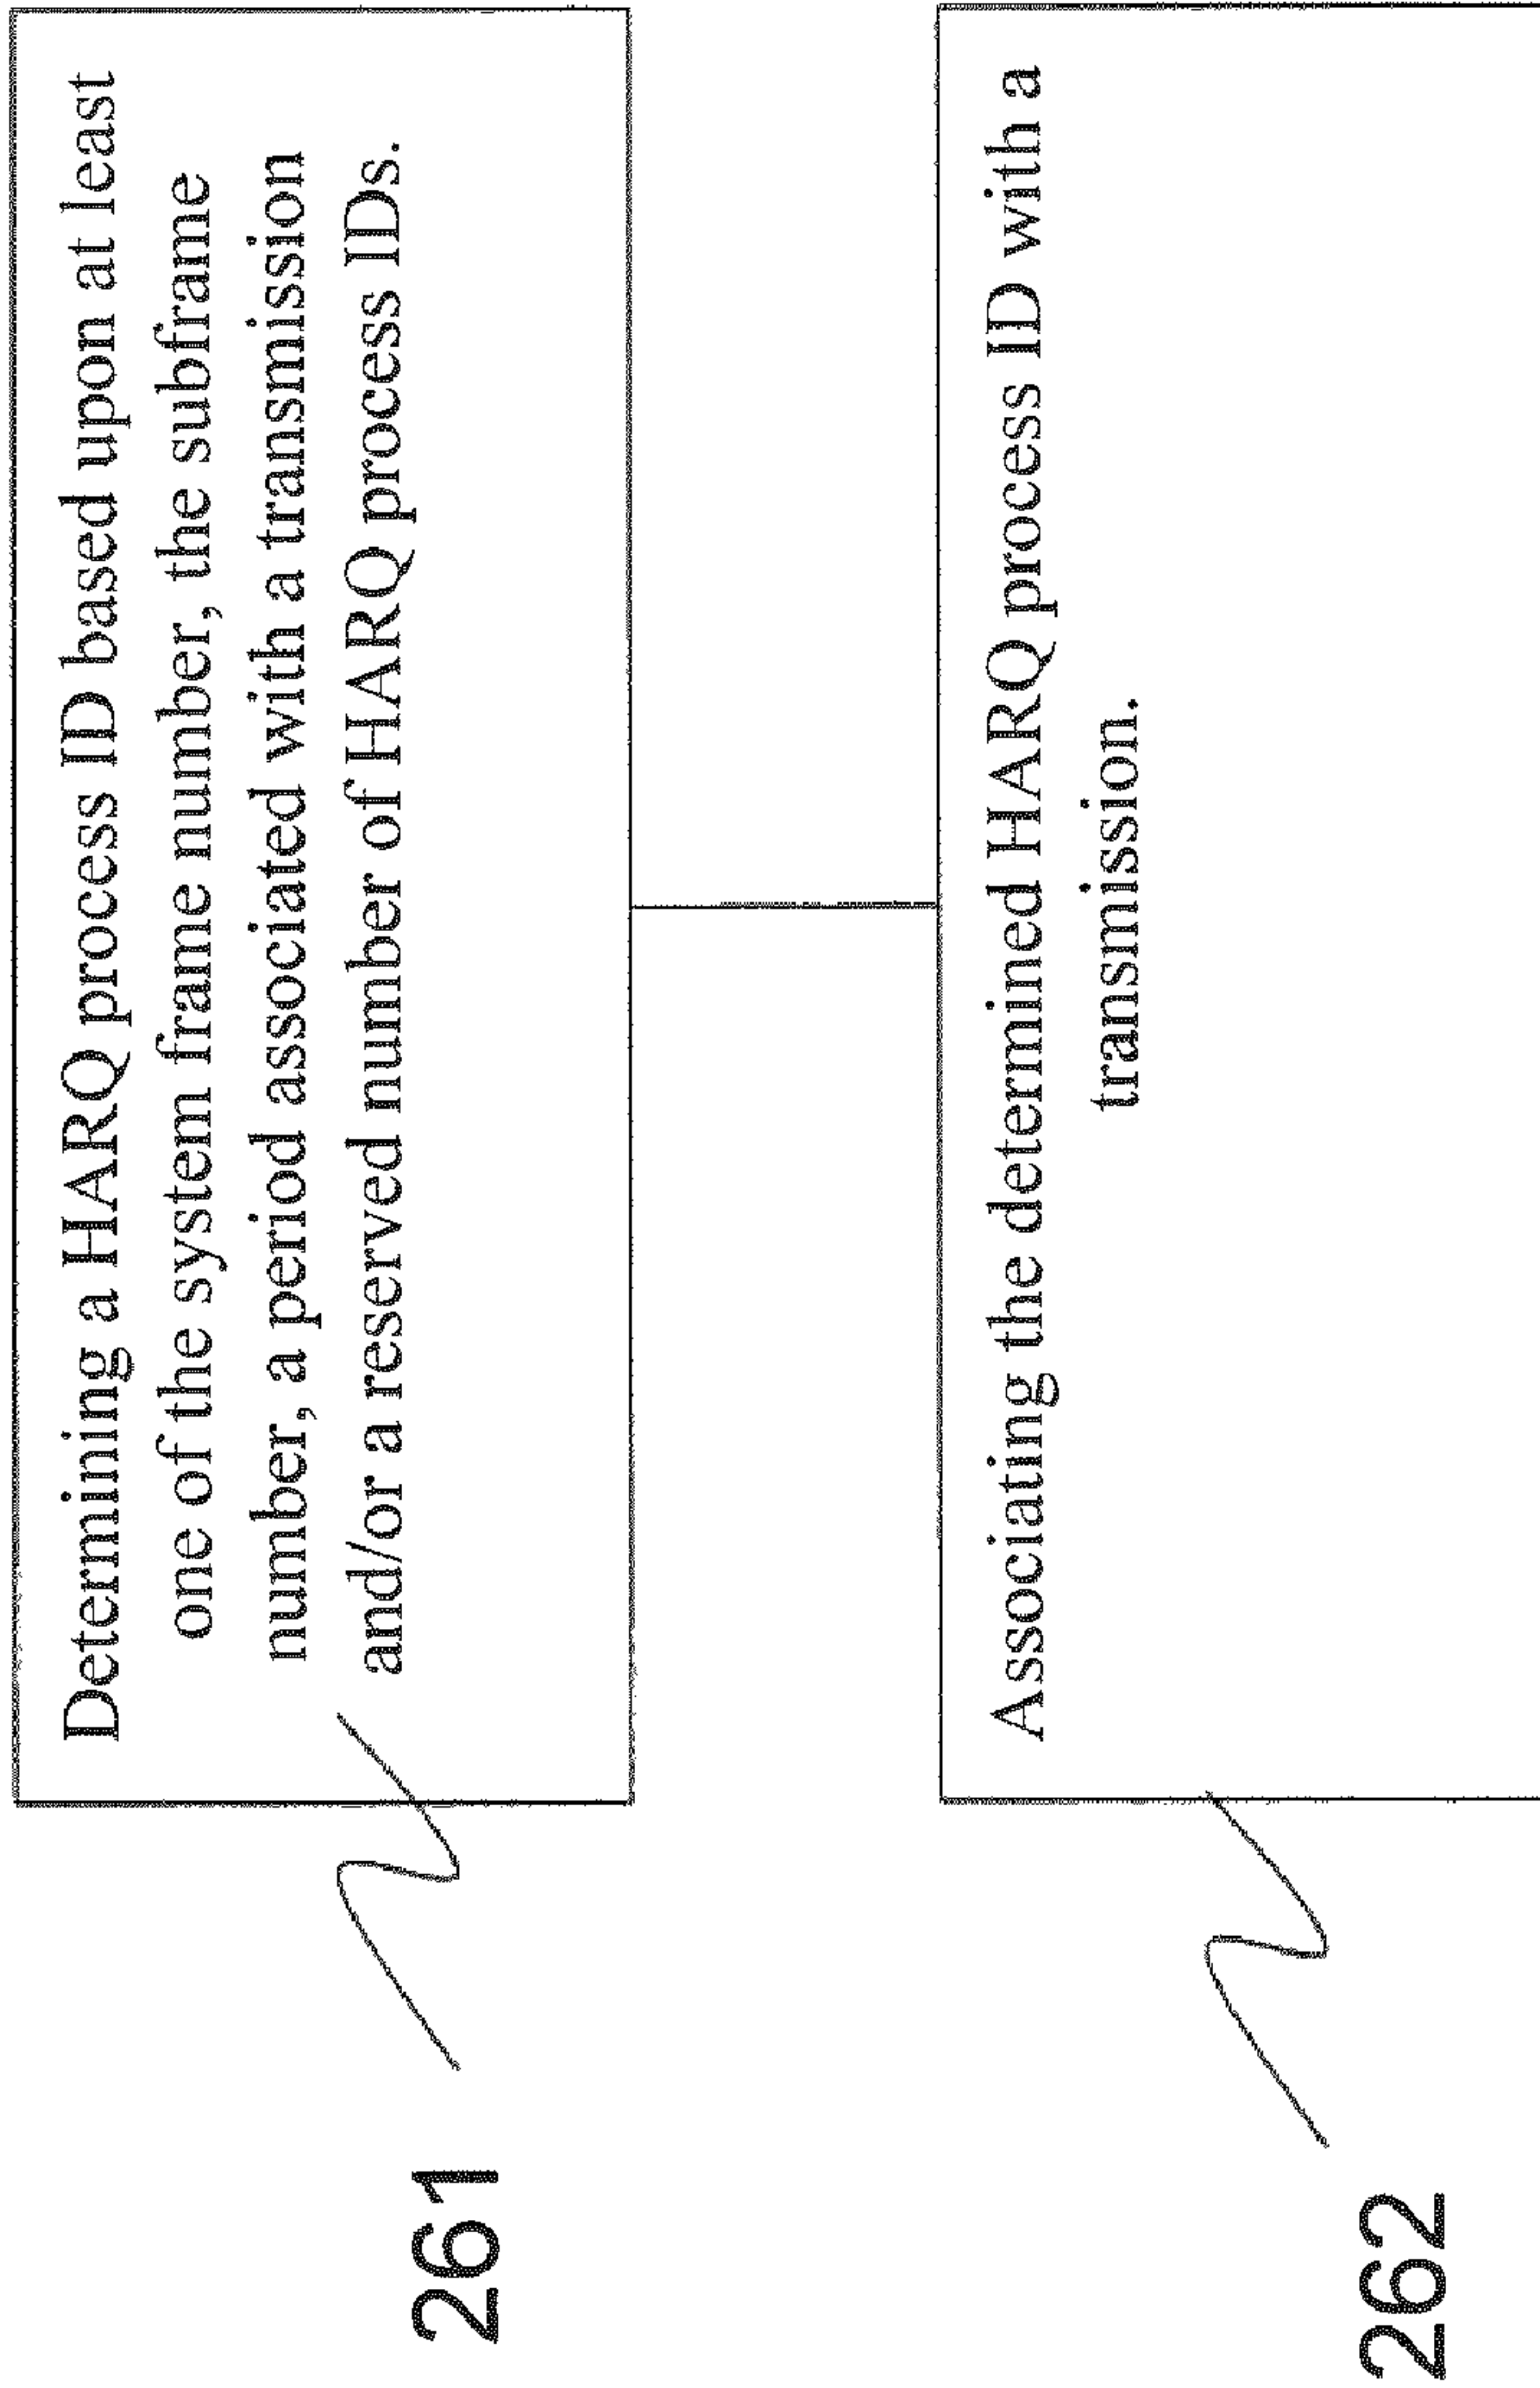 Determining a HARQ process ID based upon at least
one of the system frame number, the subframe
number, a period associated with a transmission
and/or a reserved number of HARQ process IDs.
261
Associating the determined HARQ process ID with a
transmission.
262